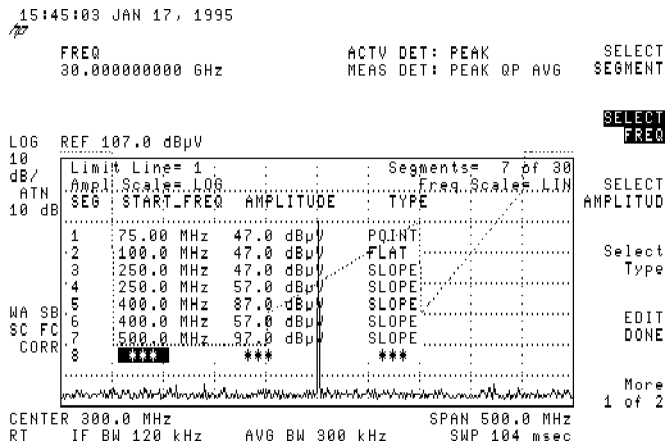 15:45:03 JAN 17, 1995
hp
FREQ
30.000000000 GHz
ACTV DET: PEAK
MEAS DET: PEAK QP AVG
SELECT
SEGMENT
SELECT
FREQ
SELECT
AMPLITUD
Select
Type
EDIT
DONE
More
1 of 2
LOG REF 107.0 dBµV
10
dB/
ATN
10 dB
WA SB
SC FC
CORR
Limit Line= 1 Segments= 7 of 30
Ampl Scale= LOG Freq Scale= LIN
SEG START_FREQ AMPLITUDE TYPE
1 75.00 MHz 47.0 dBµV POINT
2 100.0 MHz 47.0 dBµV FLAT
3 250.0 MHz 47.0 dBµV SLOPE
4 250.0 MHz 57.0 dBµV SLOPE
5 400.0 MHz 87.0 dBµV SLOPE
6 400.0 MHz 57.0 dBµV SLOPE
7 500.0 MHz 97.0 dBµV SLOPE
8 **** *** ***
CENTER 300.0 MHz SPAN 500.0 MHz
RT IF BW 120 kHz AVG BW 300 kHz SWP 104 msec